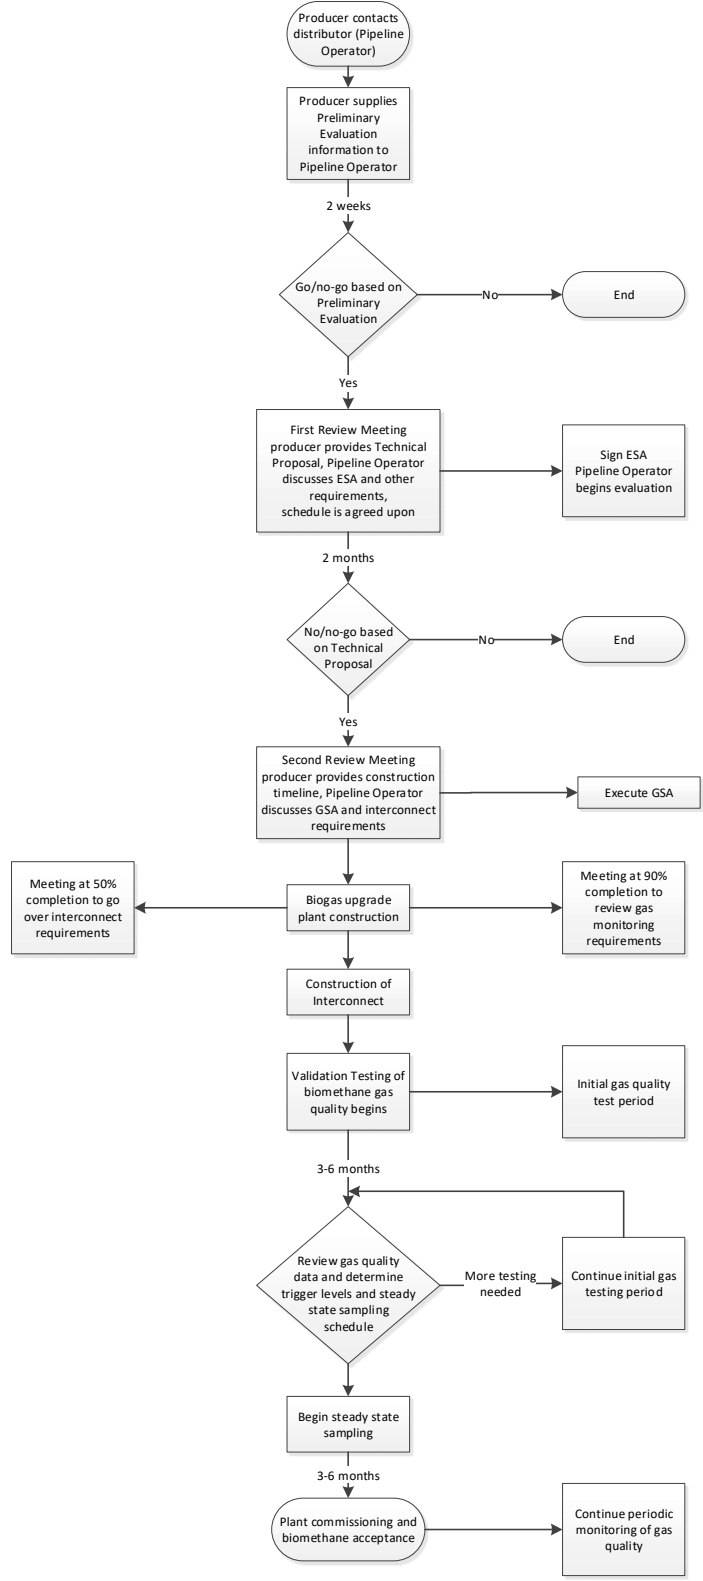 Producer contacts
distributor (Pipeline
Operator)
Producer supplies
Preliminary
Evaluation
information to
Pipeline Operator
2 weeks
Go/no-go based on
Preliminary
Evaluation
No
End
Yes
First Review Meeting
producer provides Technical
Proposal, Pipeline Operator
discusses ESA and other
requirements,
schedule is agreed upon
Sign ESA
Pipeline Operator
begins evaluation
2 months
No/no-go based
on Technical
Proposal
No
End
Yes
Second Review Meeting
producer provides construction
timeline, Pipeline Operator
discusses GSA and interconnect
requirements
Execute GSA
Meeting at 50%
completion to go
over interconnect
requirements
Biogas upgrade
plant construction
Meeting at 90%
completion to
review gas
monitoring
requirements
Construction of
Interconnect
Validation Testing of
biomethane gas
quality begins
Initial gas quality
test period
3-6 months
Review gas quality
data and determine
trigger levels and steady
state sampling
schedule
More testing
needed
Continue initial gas
testing period
Begin steady state
sampling
3-6 months
Plant commissioning and
biomethane acceptance
Continue periodic
monitoring of gas
quality